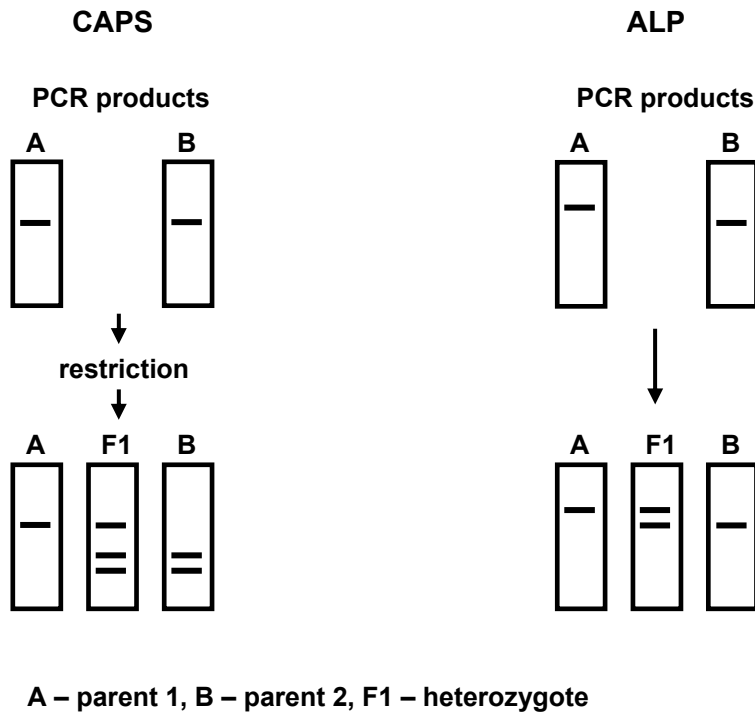 CAPS
PCR products
A B
restriction
A F1 B
ALP
PCR products
A B
A F1 B
A – parent 1, B – parent 2, F1 – heterozygote